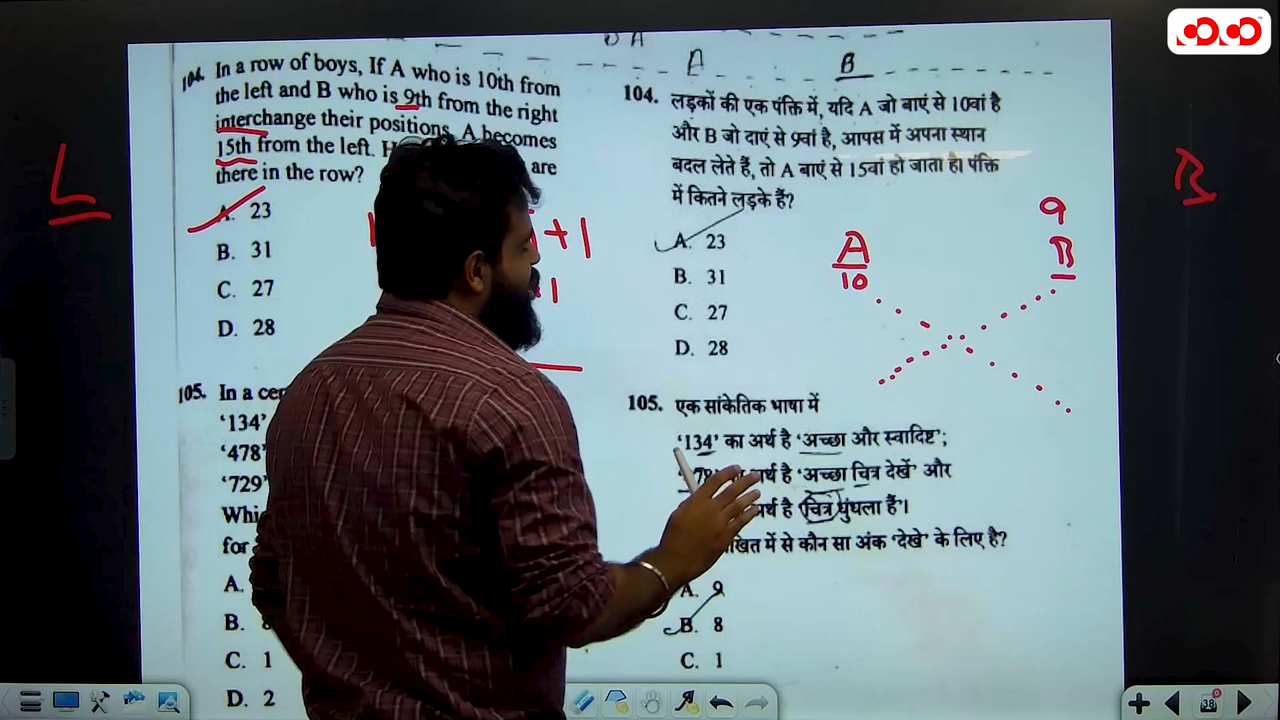 104. In a row of boys, If A who is 10th from
the left and B who is 9th from the right
interchange their positions, A becomes
15th from the left. are
there in the row?
A. 23
B. 31
C. 27
D. 28
+1
1
105. In a
'134'
'478'
'729'
for
A.
B.
C. 1
D. 2
L
A B
104. लड़कों की एक पंक्ति में, यदि A जो बाएं से 10वां है
और B जो दाएं से 9वां है, आपस में अपना स्थान
बदल लेते हैं, तो A बाएं से 15वां हो जाता है। पंक्ति
में कितने लड़के हैं?
A. 23
B. 31
C. 27
D. 28
A
10
9
B
R
105. एक सांकेतिक भाषा में
'134' का अर्थ है 'अच्छा और स्वादिष्ट';
अर्थ है 'अच्छा चित्र देखें' और
अर्थ है 'चित्र धुंधला हैं'।
में से कौन सा अंक 'देखे' के लिए है?
A. 9
B. 8
C. 1
38